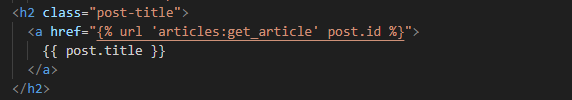 <h2 class="post-title">
<a href="{% url 'articles:get_article' post.id %}">
{{ post.title }}
</a>
</h2>